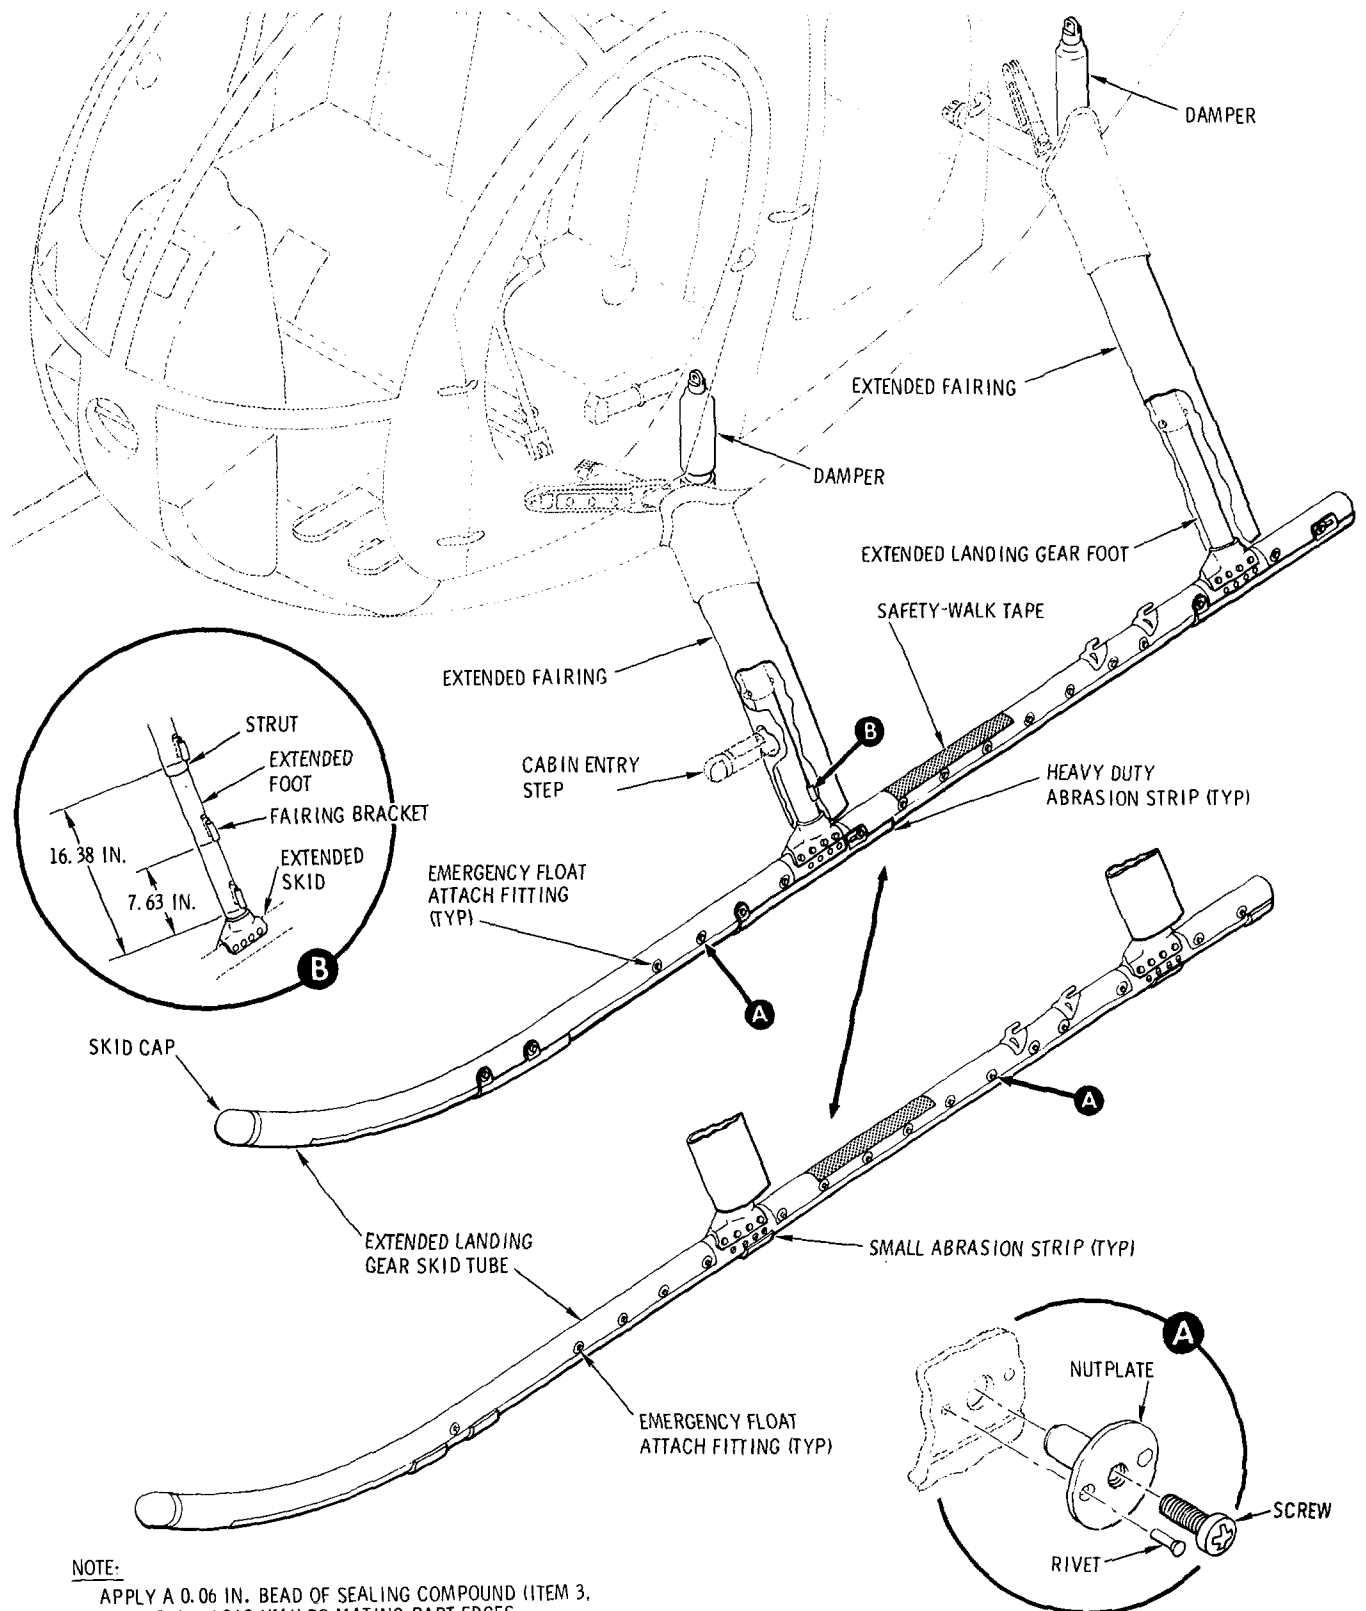 DAMPER
EXTENDED FAIRING
DAMPER
EXTENDED LANDING GEAR FOOT
SAFETY-WALK TAPE
EXTENDED FAIRING
B
STRUT
EXTENDED
FOOT
FAIRING BRACKET
16.38 IN.
EXTENDED
SKID
7.63 IN.
B
CABIN ENTRY
STEP
HEAVY DUTY
ABRASION STRIP (TYP)
EMERGENCY FLOAT
ATTACH FITTING
(TYP)
A
SKID CAP
A
EXTENDED LANDING
GEAR SKID TUBE
SMALL ABRASION STRIP (TYP)
EMERGENCY FLOAT
ATTACH FITTING (TYP)
A
NUTPLATE
SCREW
RIVET
NOTE:
APPLY A 0.06 IN. BEAD OF SEALING COMPOUND (ITEM 3,
MATING PART EDGES